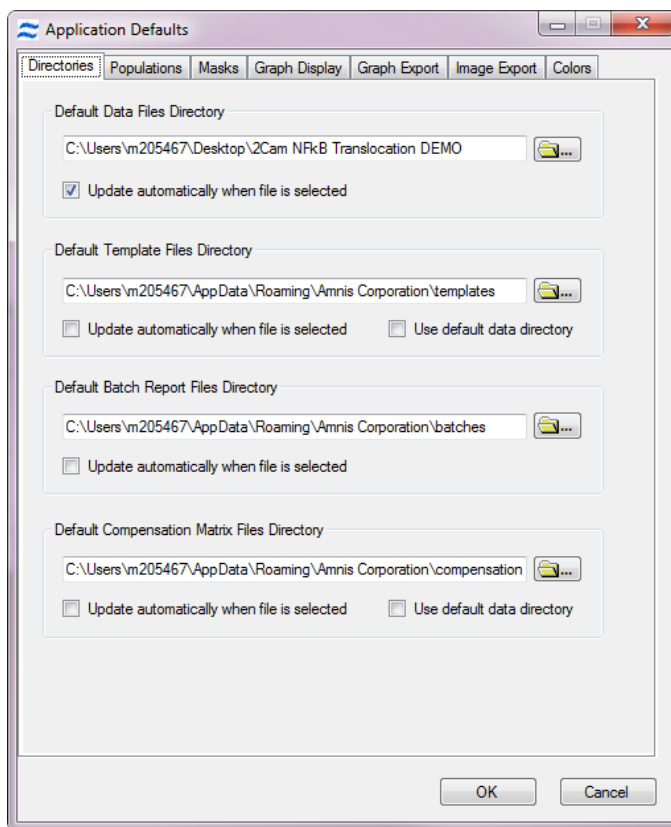 Application Defaults
Directories Populations Masks Graph Display Graph Export Image Export Colors
Default Data Files Directory
C:\Users\m205467\Desktop\2Cam NFkB Translocation DEMO ...
Update automatically when file is selected
Default Template Files Directory
C:\Users\m205467\AppData\Roaming\Amnis Corporation\templates ...
Update automatically when file is selected Use default data directory
Default Batch Report Files Directory
C:\Users\m205467\AppData\Roaming\Amnis Corporation\batches ...
Update automatically when file is selected
Default Compensation Matrix Files Directory
C:\Users\m205467\AppData\Roaming\Amnis Corporation\compensation ...
Update automatically when file is selected Use default data directory
OK Cancel